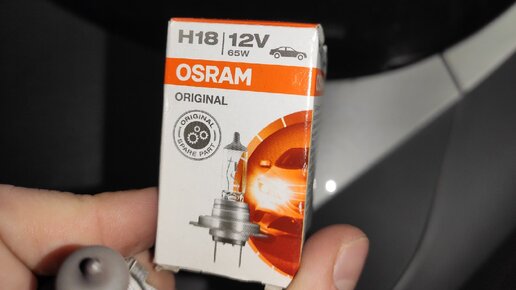 H18 12V
65W
OSRAM
ORIGINAL
ORIGINAL
SPARE PART